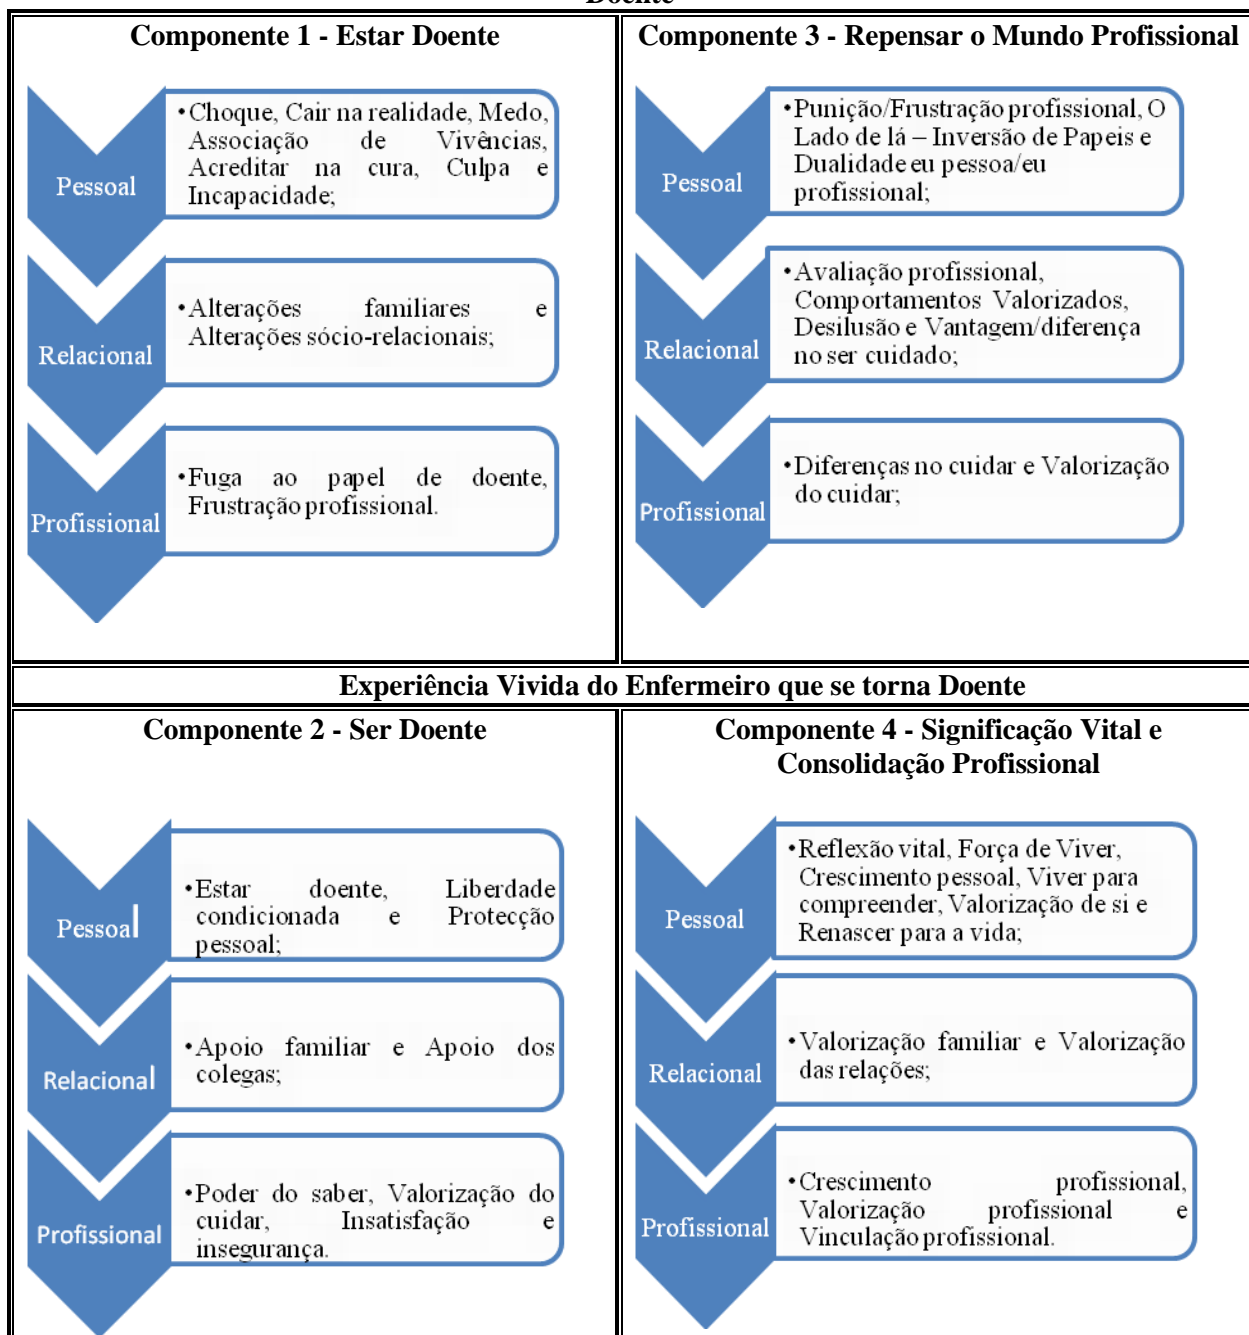 Doente
Componente 1 - Estar Doente
Pessoal
•Choque, Cair na realidade, Medo,
Associação de Vivências,
Acreditar na cura, Culpa e
Incapacidade;
Relacional
•Alterações familiares e
Alterações sócio-relacionais;
Profissional
•Fuga ao papel de doente,
Frustração profissional.
Componente 3 - Repensar o Mundo Profissional
Pessoal
•Punição/Frustração profissional, O
Lado de lá – Inversão de Papeis e
Dualidade eu pessoa/eu
profissional;
Relacional
•Avaliação profissional,
Comportamentos Valorizados,
Desilusão e Vantagem/diferença
no ser cuidado;
Profissional
•Diferenças no cuidar e Valorização
do cuidar;
Experiência Vivida do Enfermeiro que se torna Doente
Componente 2 - Ser Doente
Pessoal
•Estar doente, Liberdade
condicionada e Protecção
pessoal;
Relacional
•Apoio familiar e Apoio dos
colegas;
Profissional
•Poder do saber, Valorização do
cuidar, Insatisfação e
insegurança.
Componente 4 - Significação Vital e
Consolidação Profissional
Pessoal
•Reflexão vital, Força de Viver,
Crescimento pessoal, Viver para
compreender, Valorização de si e
Renascer para a vida;
Relacional
•Valorização familiar e Valorização
das relações;
Profissional
•Crescimento profissional,
Valorização profissional e
Vinculação profissional.